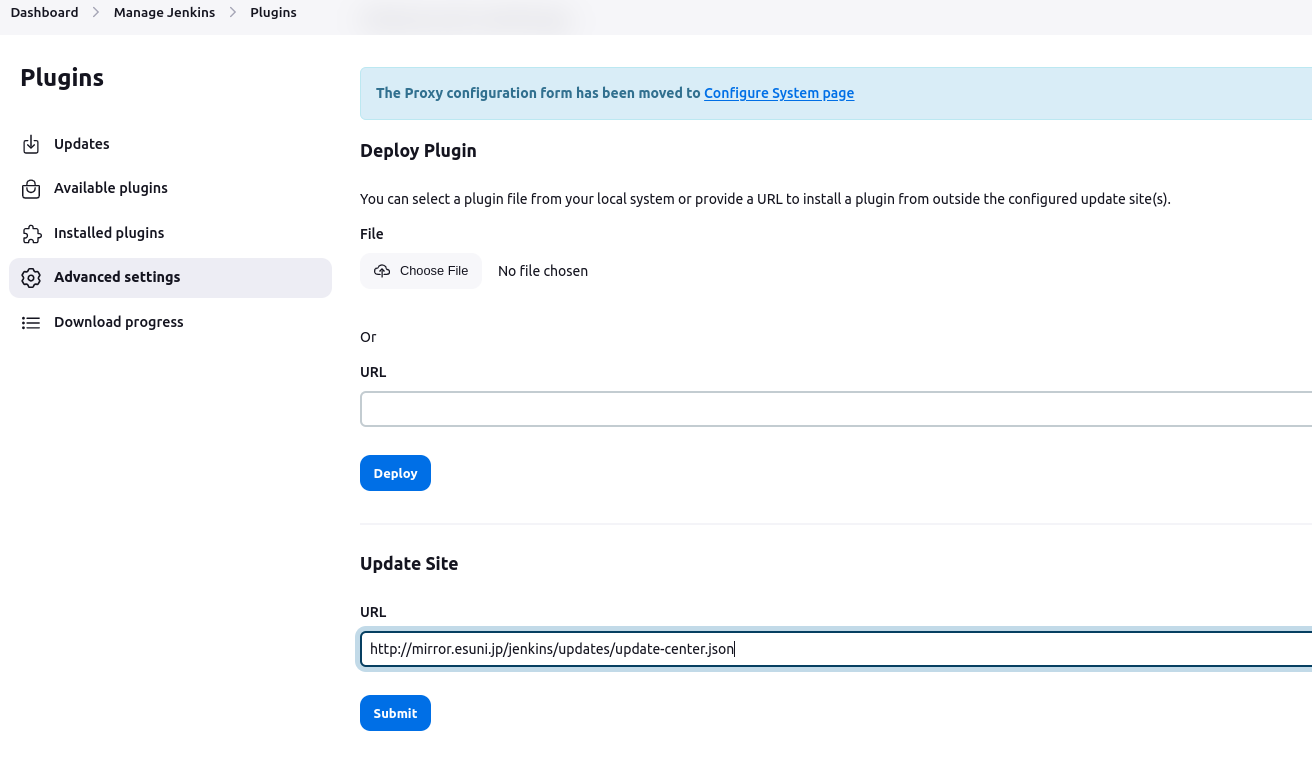 Dashboard > Manage Jenkins > Plugins
Plugins
Updates
Available plugins
Installed plugins
Advanced settings
Download progress
The Proxy configuration form has been moved to Configure System page
Deploy Plugin
You can select a plugin file from your local system or provide a URL to install a plugin from outside the configured update site(s).
File
Choose File No file chosen
Or
URL
Deploy
Update Site
URL
http://mirror.esuni.jp/jenkins/updates/update-center.json
Submit